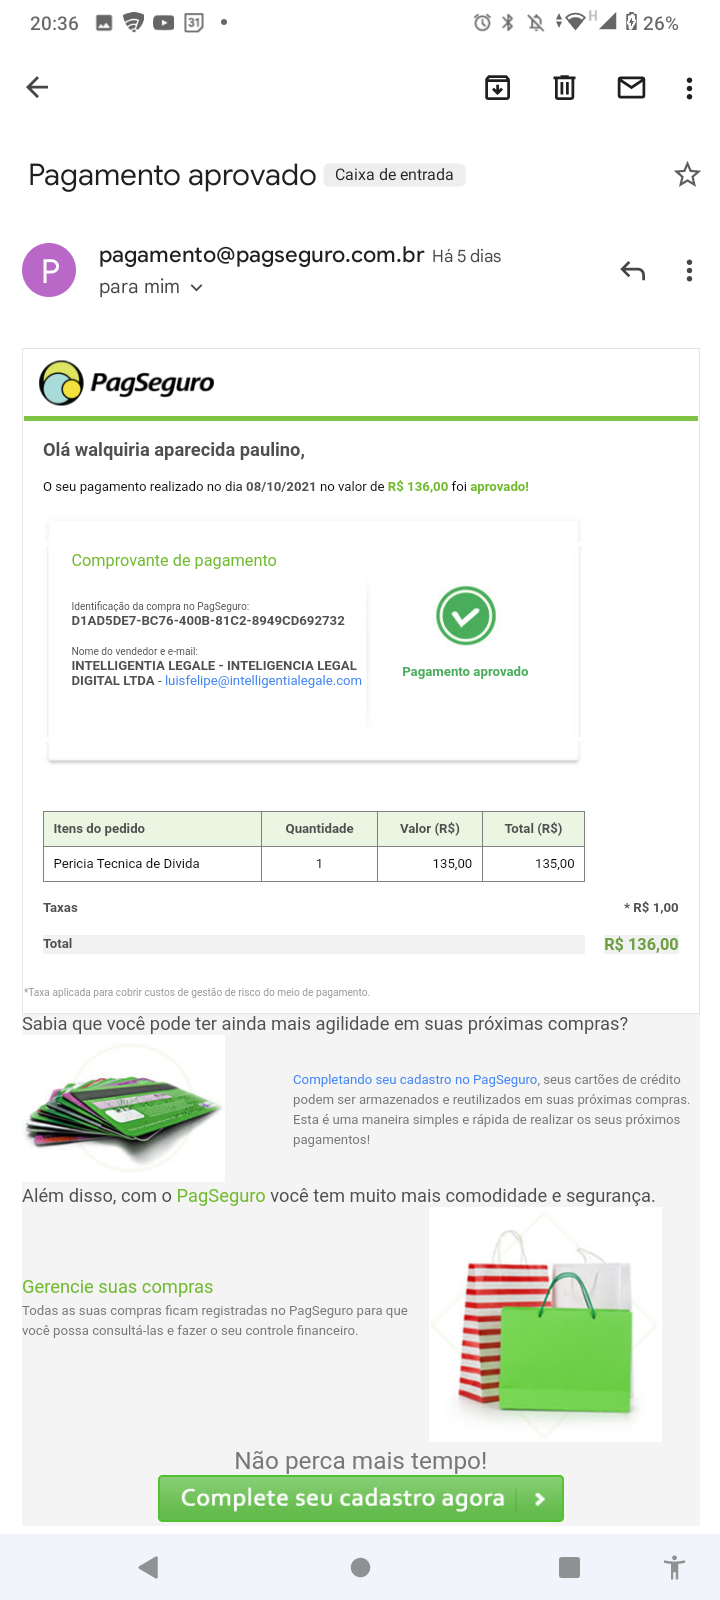 20:36
31
H
26%
Pagamento aprovado Caixa de entrada
P
pagamento@pagseguro.com.br Há 5 dias
para mim
PagSeguro
Olá walquiria aparecida paulino,
O seu pagamento realizado no dia 08/10/2021 no valor de R$ 136,00 foi aprovado!
Comprovante de pagamento
Identificação da compra no PagSeguro:
D1AD5DE7-BC76-400B-81C2-8949CD692732
Nome do vendedor e e-mail:
INTELLIGENTIA LEGALE - INTELIGENCIA LEGAL
DIGITAL LTDA - luisfelipe@intelligentialegale.com
Pagamento aprovado
Itens do pedido Quantidade Valor (R$) Total (R$)
Pericia Tecnica de Divida 1 135,00 135,00
Taxas * R$ 1,00
Total R$ 136,00
*Taxa aplicada para cobrir custos de gestão de risco do meio de pagamento.
Sabia que você pode ter ainda mais agilidade em suas próximas compras?
Completando seu cadastro no PagSeguro, seus cartões de crédito
podem ser armazenados e reutilizados em suas próximas compras.
Esta é uma maneira simples e rápida de realizar os seus próximos
pagamentos!
Além disso, com o PagSeguro você tem muito mais comodidade e segurança.
Gerencie suas compras
Todas as suas compras ficam registradas no PagSeguro para que
você possa consultá-las e fazer o seu controle financeiro.
Não perca mais tempo!
Complete seu cadastro agora